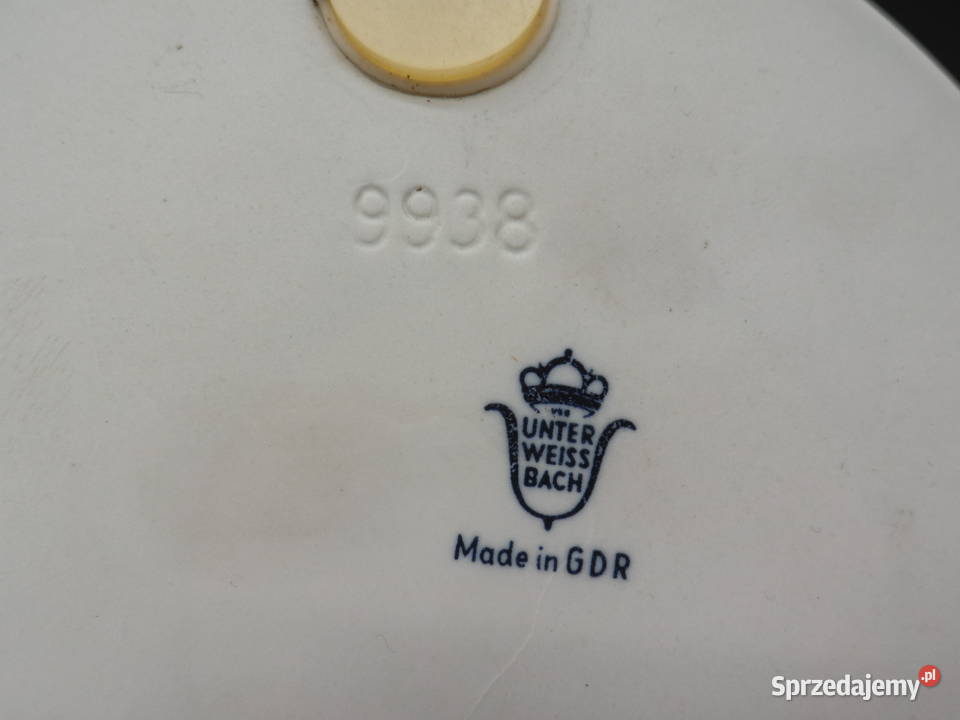 9938
VEB
UNTER
WEISS
BACH
Made in GDR
Sprzedajemy.pl